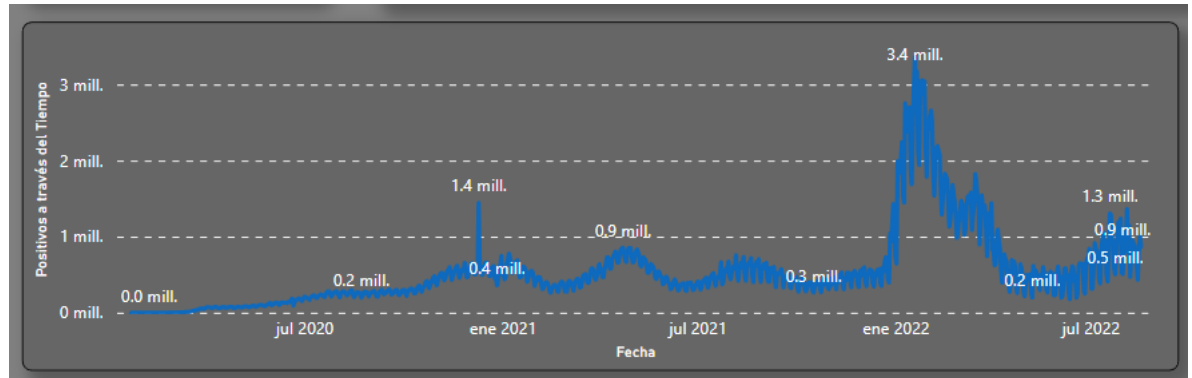 Positivos a través del Tiempo
3 mill.
2 mill.
1 mill.
0 mill.
0.0 mill.
0.2 mill.
1.4 mill.
0.4 mill.
0.9 mill.
0.3 mill.
3.4 mill.
0.2 mill.
1.3 mill.
0.9 mill.
0.5 mill.
jul 2020
ene 2021
jul 2021
ene 2022
jul 2022
Fecha